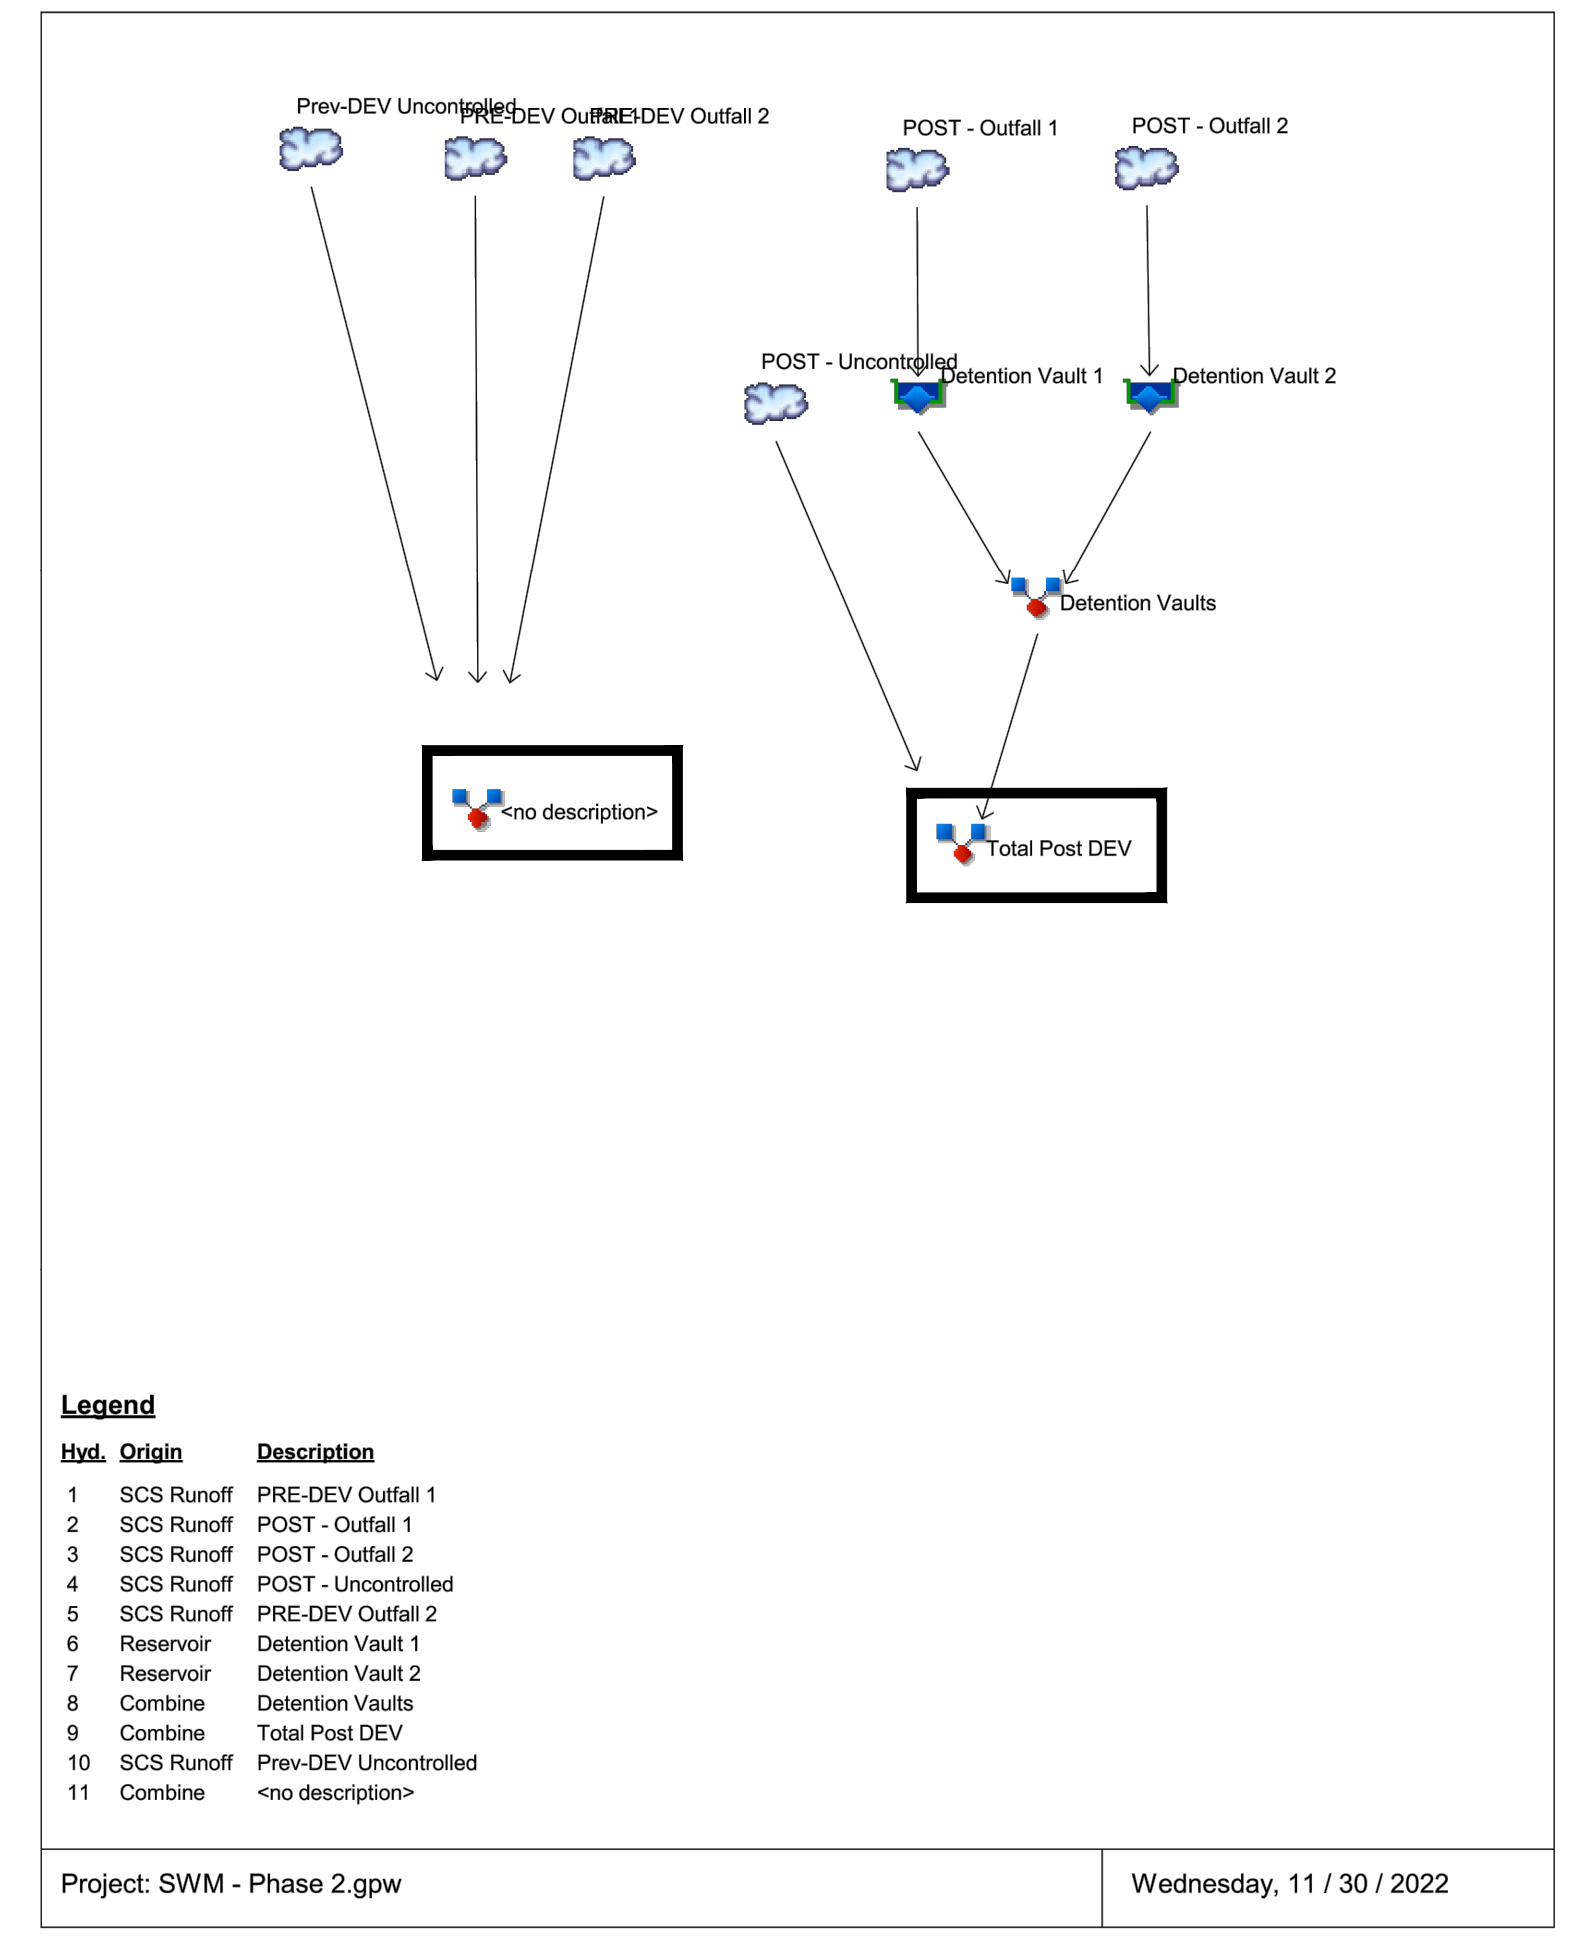 Prev-DEV Uncontrolled
PRE-DEV Outfall 1
PRE-DEV Outfall 2
POST - Outfall 1
POST - Outfall 2
POST - Uncontrolled
Detention Vault 1
Detention Vault 2
Detention Vaults
<no description>
Total Post DEV
Legend
Hyd. Origin Description
1 SCS Runoff PRE-DEV Outfall 1
2 SCS Runoff POST - Outfall 1
3 SCS Runoff POST - Outfall 2
4 SCS Runoff POST - Uncontrolled
5 SCS Runoff PRE-DEV Outfall 2
6 Reservoir Detention Vault 1
7 Reservoir Detention Vault 2
8 Combine Detention Vaults
9 Combine Total Post DEV
10 SCS Runoff Prev-DEV Uncontrolled
11 Combine <no description>
Project: SWM - Phase 2.gpw
Wednesday, 11 / 30 / 2022